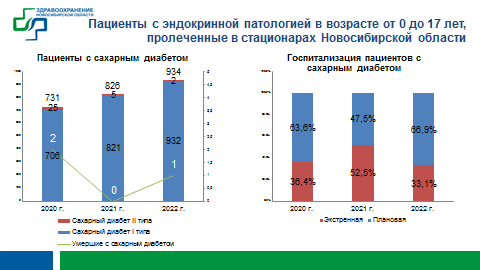 ЗДРАВООХРАНЕНИЕ
НОВОСИБИРСКОЙ ОБЛАСТИ
Пациенты с эндокринной патологией в возрасте от 0 до 17 лет,
пролеченные в стационарах Новосибирской области
Пациенты с сахарным диабетом
731
25
2
706
826
5
821
0
934
2
932
1
2020 г.
2021 г.
2022 г.
Сахарный диабет II типа
Сахарный диабет I типа
Умершие с сахарным диабетом
Госпитализация пациентов с
сахарным диабетом
63,6%
47,5%
66,9%
36,4%
52,5%
33,1%
2020 г.
2021 г.
2022 г.
Экстренная
Плановая